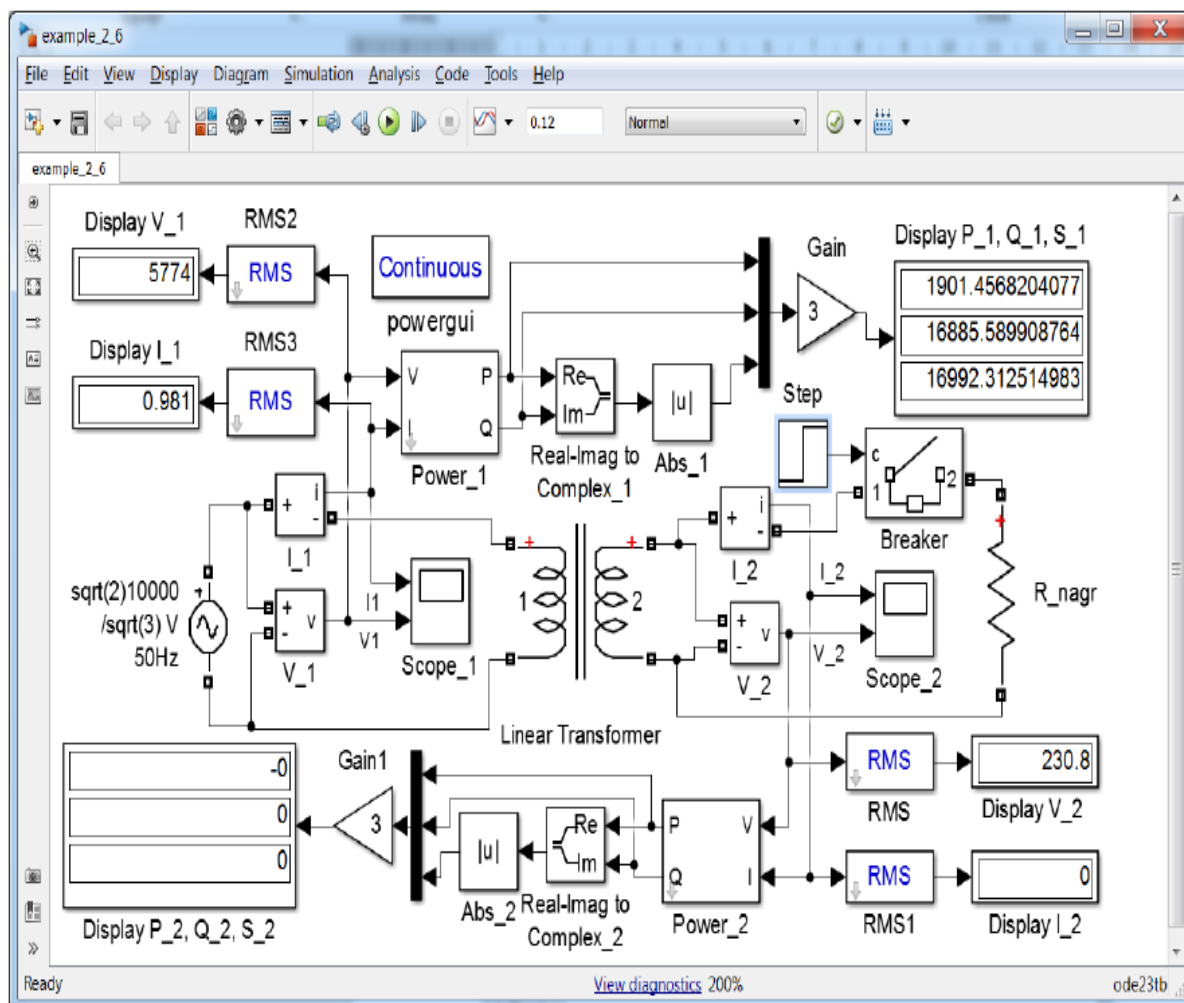 example_2_6
File Edit View Display Diagram Simulation Analysis Code Tools Help
0.12 Normal
example_2_6
Display V_1
5774
RMS2
RMS
Continuous
powergui
Display I_1
0.981
RMS3
RMS
V P
I Q
Power_1
Re
Im
Real-Imag to
Complex_1
|u|
Abs_1
Gain
3
Display P_1, Q_1, S_1
1901.4568204077
16885.589908764
16992.312514983
Step
c
1 2
Breaker
sqrt(2)10000
/sqrt(3) V
50Hz
+ i
-
I_1
+ v
-
V_1
I1
V1
Scope_1
+ +
1 2
Linear Transformer
+ i
-
I_2
+ v
-
V_2
I_2
V_2
Scope_2
+
R_nagr
-0
0
0
Display P_2, Q_2, S_2
Gain1
3
|u|
Abs_2
Re
Im
Real-Imag to
Complex_2
P V
Q I
Power_2
RMS
RMS
230.8
Display V_2
RMS
RMS1
0
Display I_2
Ready View diagnostics 200% ode23tb